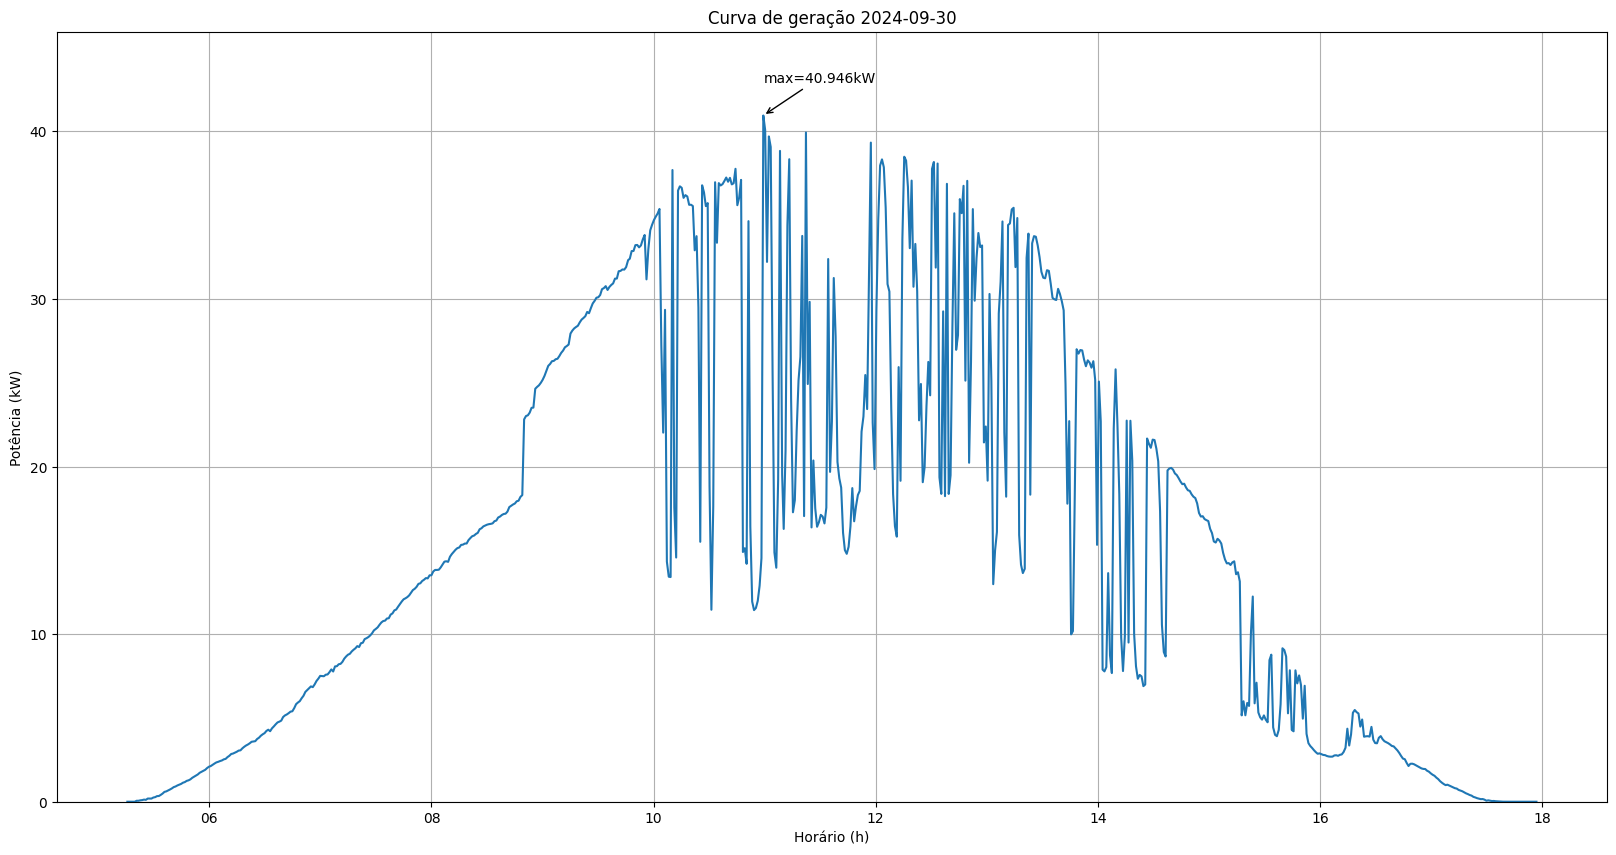 Curva de geração 2024-09-30
max=40.946kW
Potência (kW)
40
30
20
10
0
06 08 10 12 14 16 18
Horário (h)